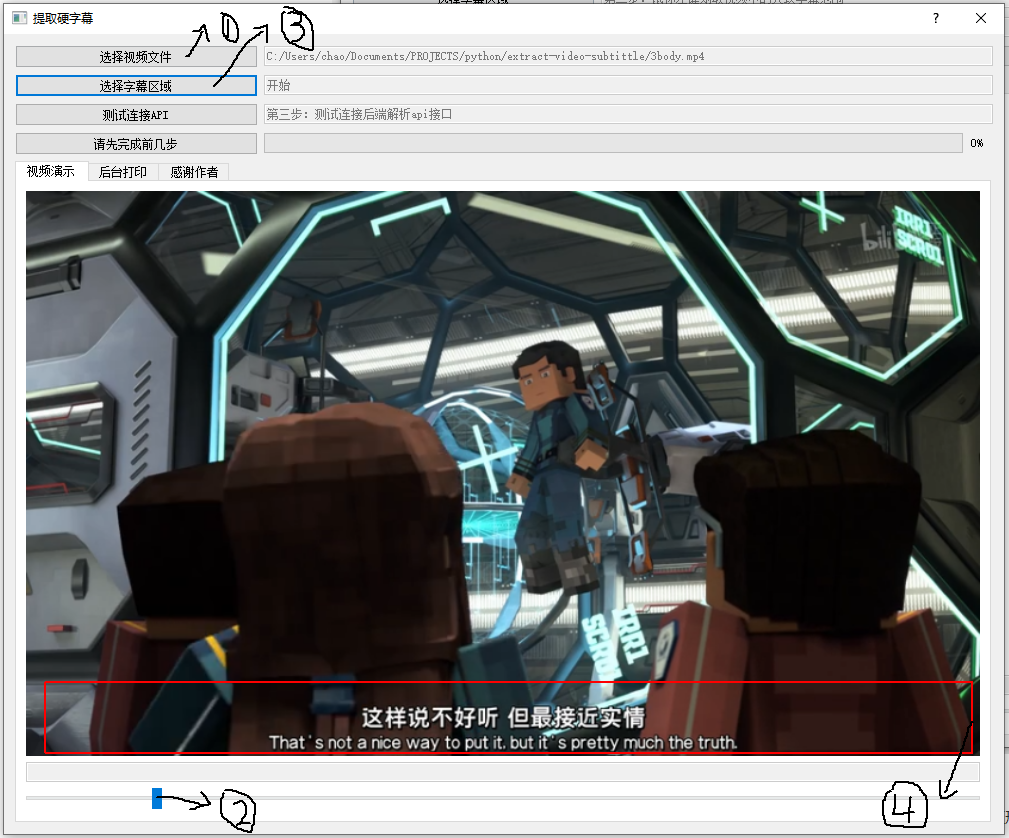 提取硬字幕
?
①
③
选择视频文件
C:/Users/chao/Documents/PROJECTS/python/extract-video-subtittle/3body.mp4
选择字幕区域
开始
测试连接API
第三步：测试连接后端解析api接口
请先完成前几步
0%
视频演示 后台打印 感谢作者
bili
IRRI
SCROI
IRRI
SCROI
这样说不好听 但最接近实情
That's not a nice way to put it, but it's pretty much the truth.
②
④